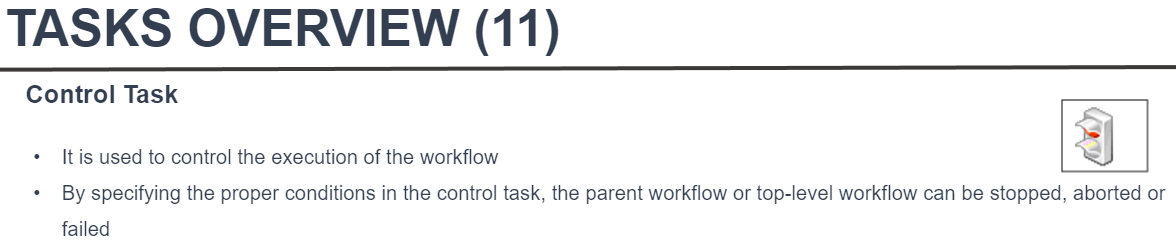 TASKS OVERVIEW (11)
Control Task
• It is used to control the execution of the workflow
• By specifying the proper conditions in the control task, the parent workflow or top-level workflow can be stopped, aborted or
failed